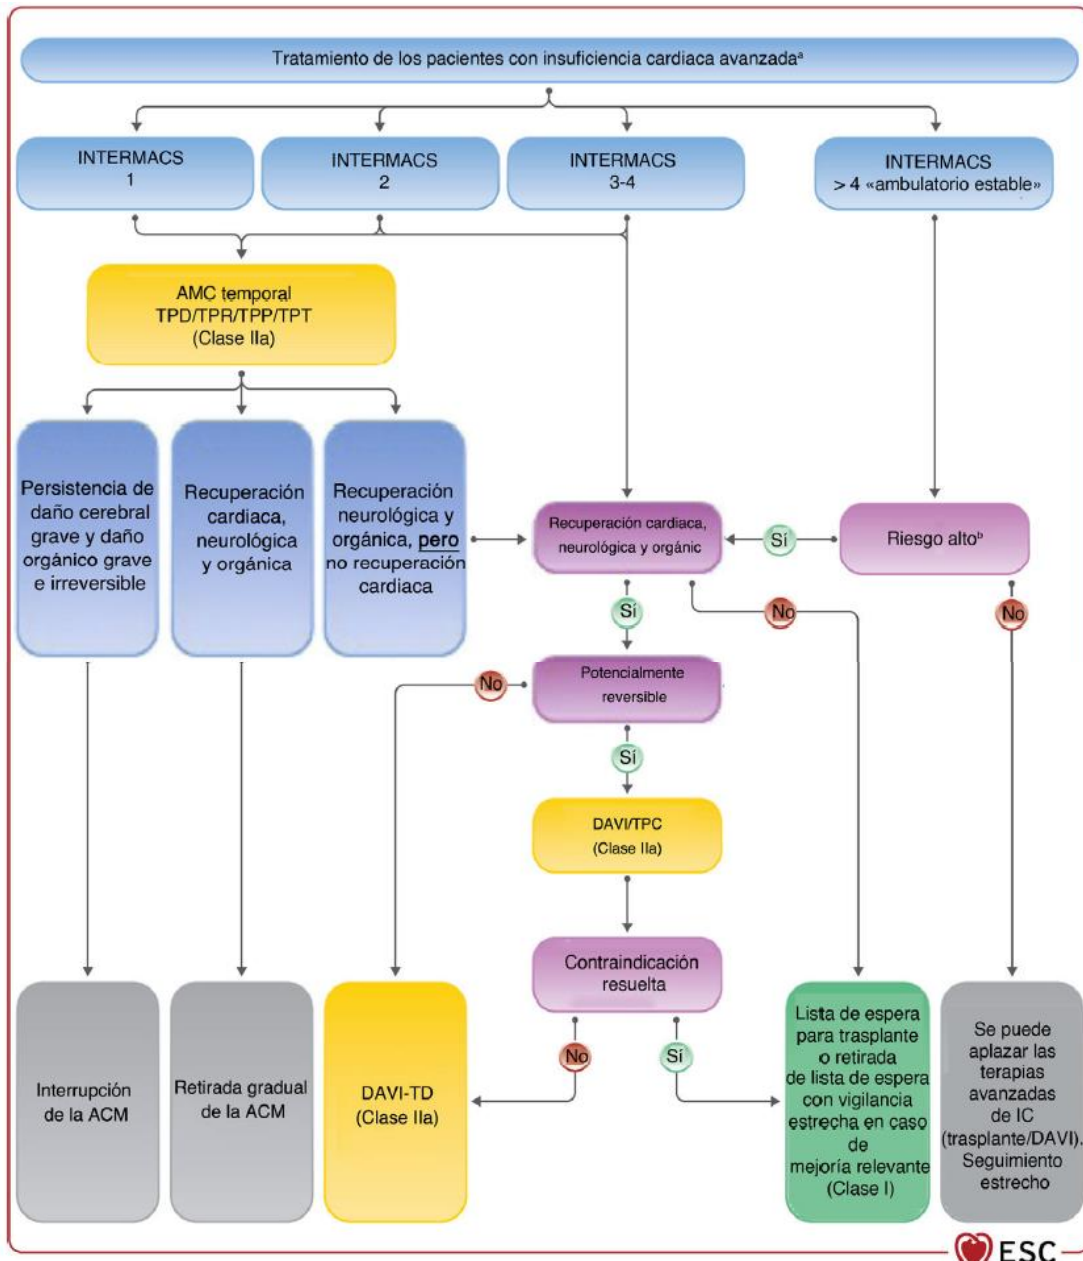 Tratamiento de los pacientes con insuficiencia cardiaca avanzadaᵃ
INTERMACS
1
INTERMACS
2
INTERMACS
3-4
INTERMACS
> 4 «ambulatorio estable»
AMC temporal
TPD/TPR/TPP/TPT
(Clase IIa)
Persistencia de
daño cerebral
grave y daño
orgánico grave
e irreversible
Recuperación
cardiaca,
neurológica
y orgánica
Recuperación
neurológica y
orgánica, pero
no recuperación
cardiaca
Recuperación cardiaca,
neurológica y orgánic
Sí
Riesgo altoᵇ
Sí
No
No
No
Potencialmente
reversible
Sí
DAVI/TPC
(Clase IIa)
Contraindicación
resuelta
No
Sí
Interrupción
de la ACM
Retirada gradual
de la ACM
DAVI-TD
(Clase IIa)
Lista de espera
para trasplante
o retirada
de lista de espera
con vigilancia
estrecha en caso
de
mejoría relevante
(Clase I)
Se puede
aplazar las
terapias
avanzadas
de IC
(trasplante/DAVI).
Seguimiento
estrecho
ESC